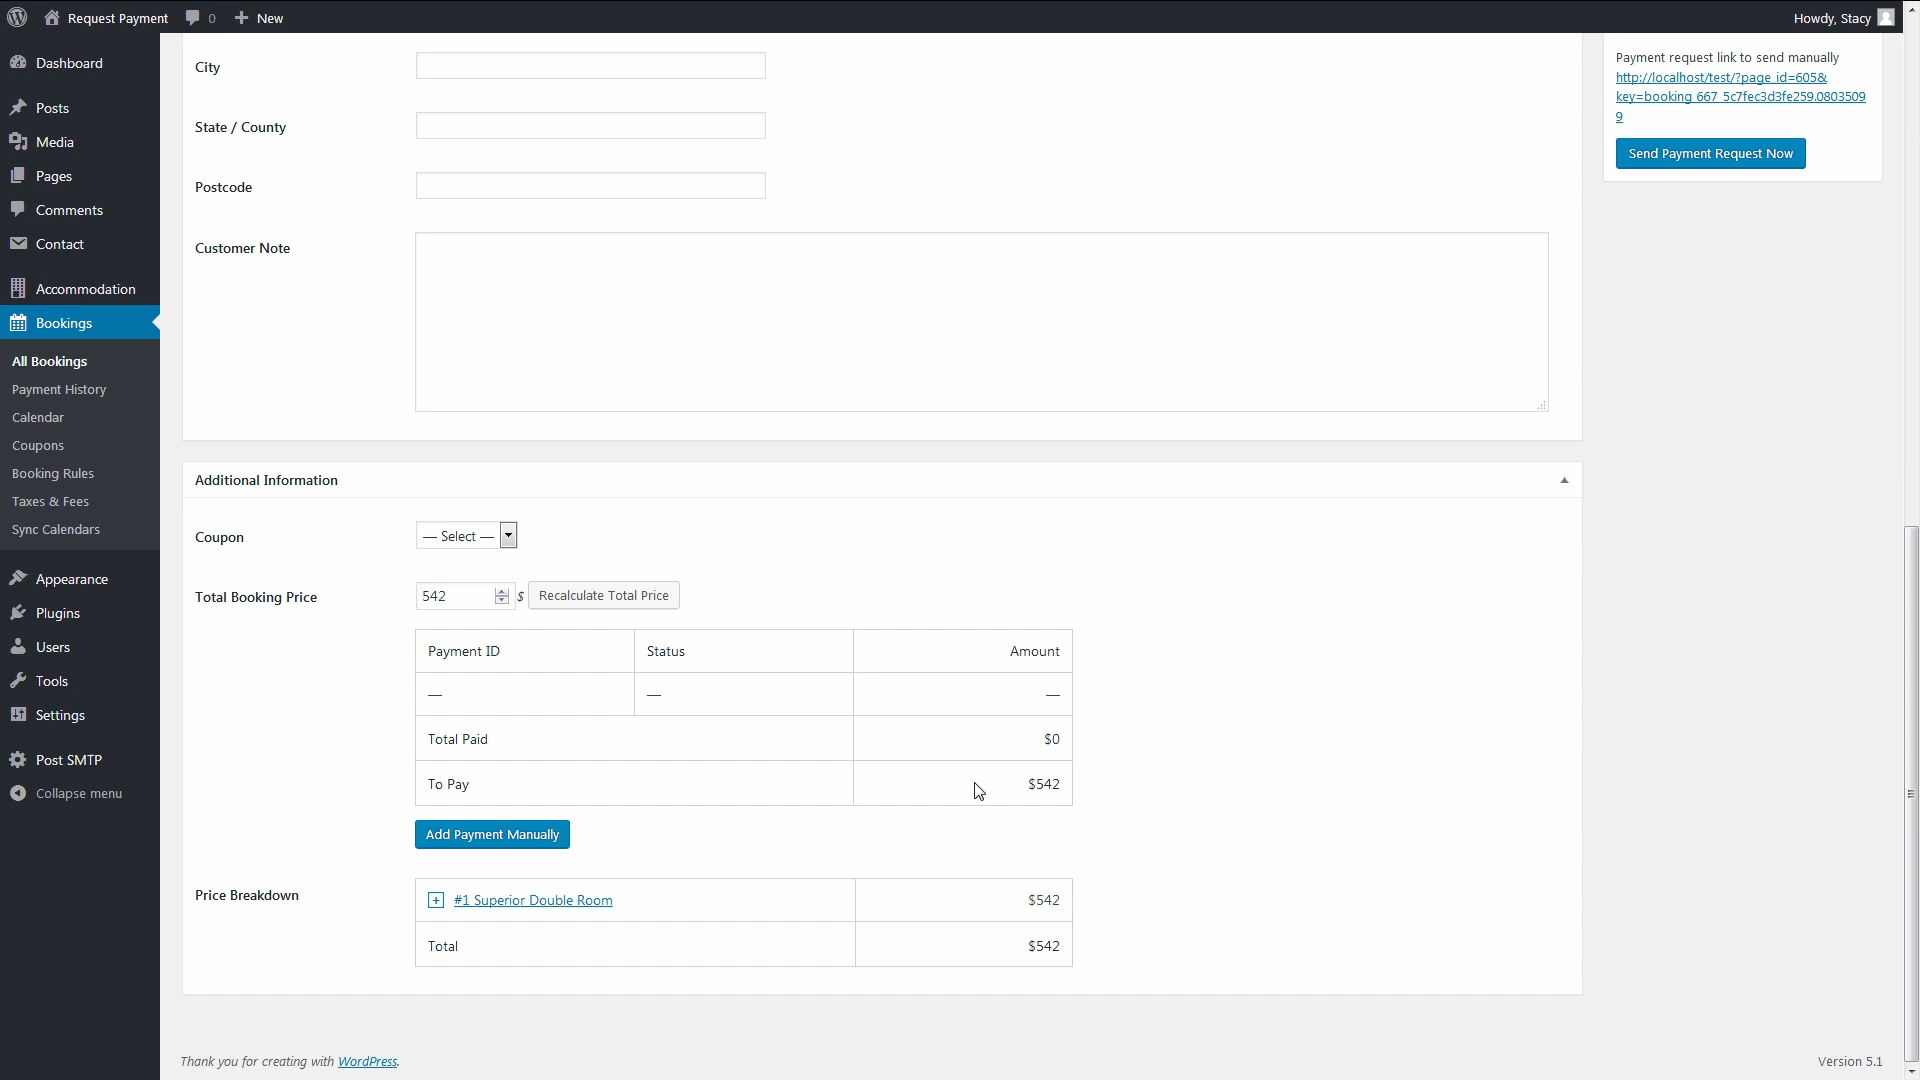 Request Payment 0 New Howdy, Stacy
Dashboard
Posts
Media
Pages
Comments
Contact
Accommodation
Bookings
All Bookings
Payment History
Calendar
Coupons
Booking Rules
Taxes & Fees
Sync Calendars
Appearance
Plugins
Users
Tools
Settings
Post SMTP
Collapse menu
City
State / County
Postcode
Customer Note
Additional Information
Coupon — Select —
Total Booking Price 542 $ Recalculate Total Price
Payment ID Status Amount
— — —
Total Paid $0
To Pay $542
Add Payment Manually
Price Breakdown #1 Superior Double Room $542
Total $542
Payment request link to send manually
http://localhost/test/?page_id=605&
key=booking_667_5c7fec3d3fe259.0803509
9
Send Payment Request Now
Thank you for creating with WordPress. Version 5.1